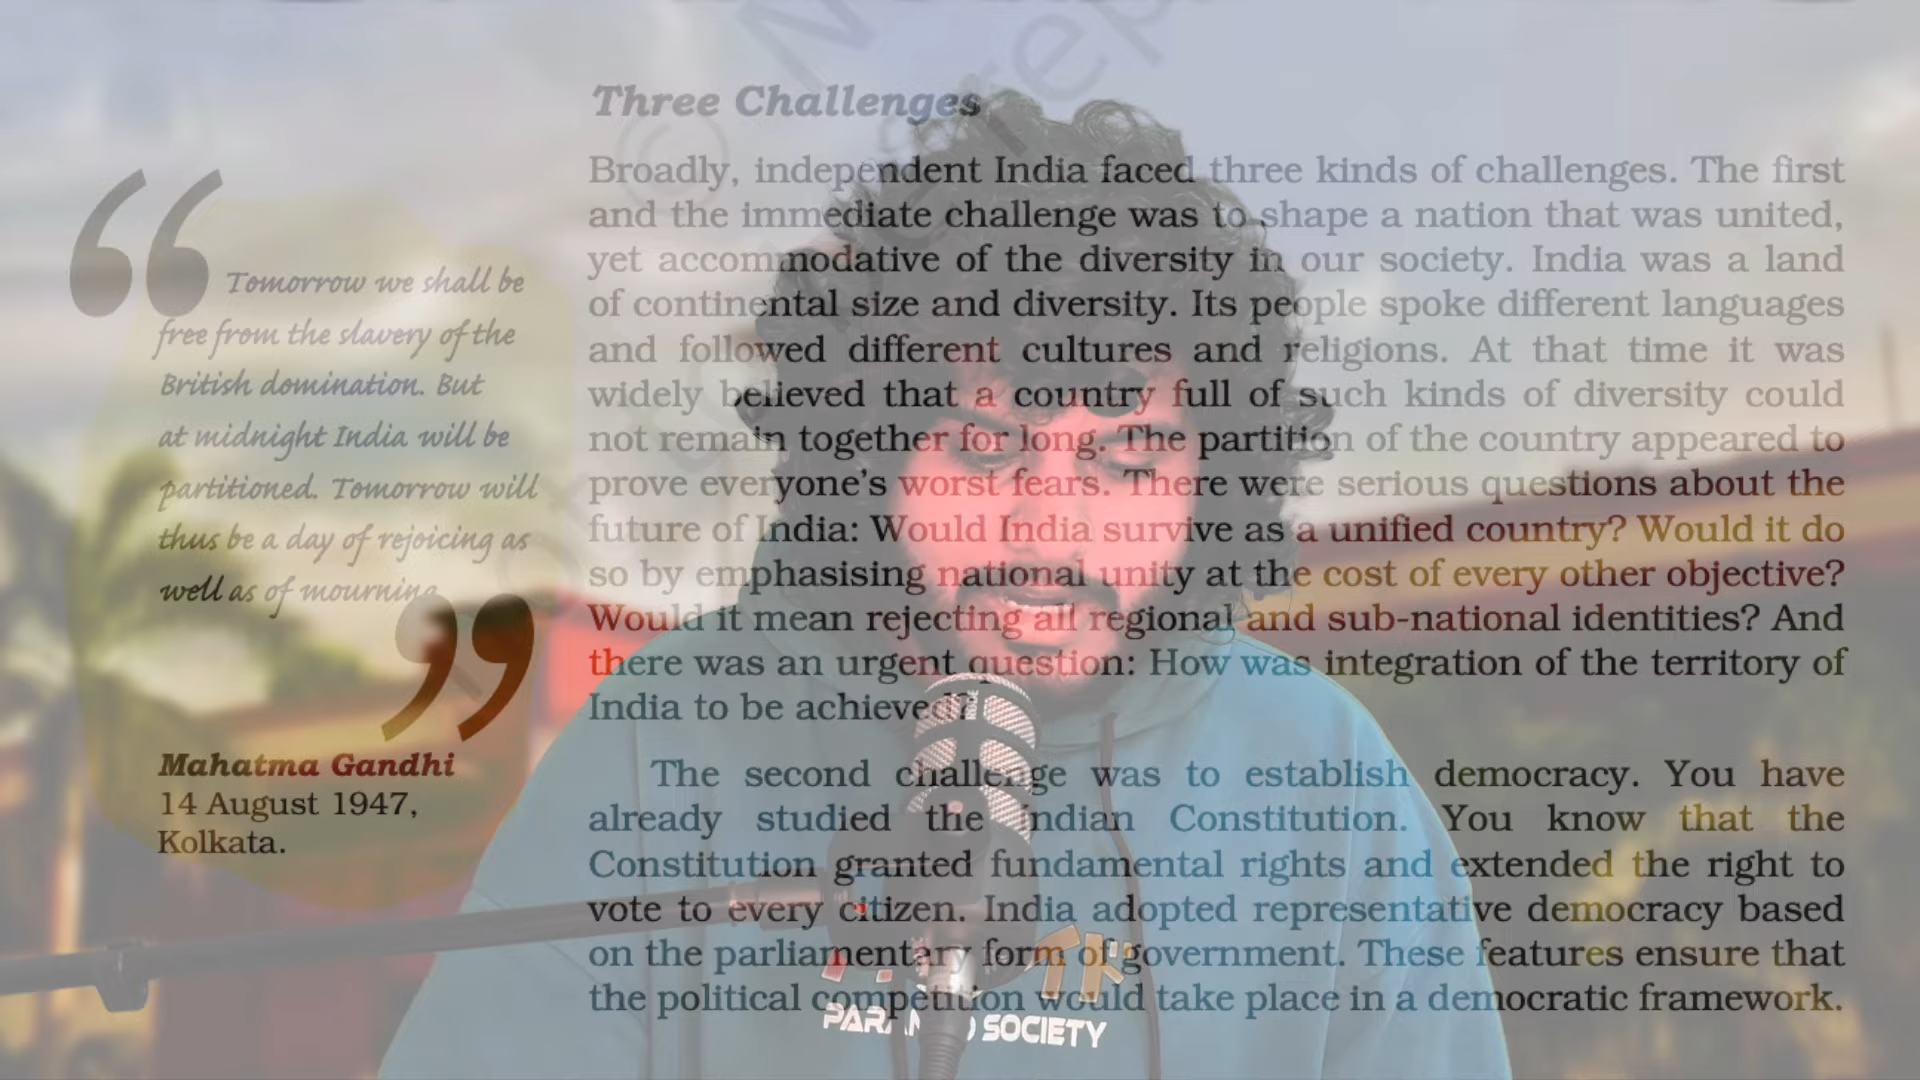 Three Challenges
Broadly, independent India faced three kinds of challenges. The first
and the immediate challenge was to shape a nation that was united,
yet accommodative of the diversity in our society. India was a land
of continental size and diversity. Its people spoke different languages
and followed different cultures and religions. At that time it was
widely believed that a country full of such kinds of diversity could
not remain together for long. The partition of the country appeared to
prove everyone's worst fears. There were serious questions about the
future of India: Would India survive as a unified country? Would it do
so by emphasising national unity at the cost of every other objective?
Would it mean rejecting all regional and sub-national identities? And
there was an urgent question: How was integration of the territory of
India to be achieved?
The second challenge was to establish democracy. You have
already studied the Indian Constitution. You know that the
Constitution granted fundamental rights and extended the right to
vote to every citizen. India adopted representative democracy based
on the parliamentary form of government. These features ensure that
the political competition would take place in a democratic framework.
“ Tomorrow we shall be
free from the slavery of the
British domination. But
at midnight India will be
partitioned. Tomorrow will
thus be a day of rejoicing as
well as of mourning. ”
Mahatma Gandhi
14 August 1947,
Kolkata.
RODE
SOCIETY